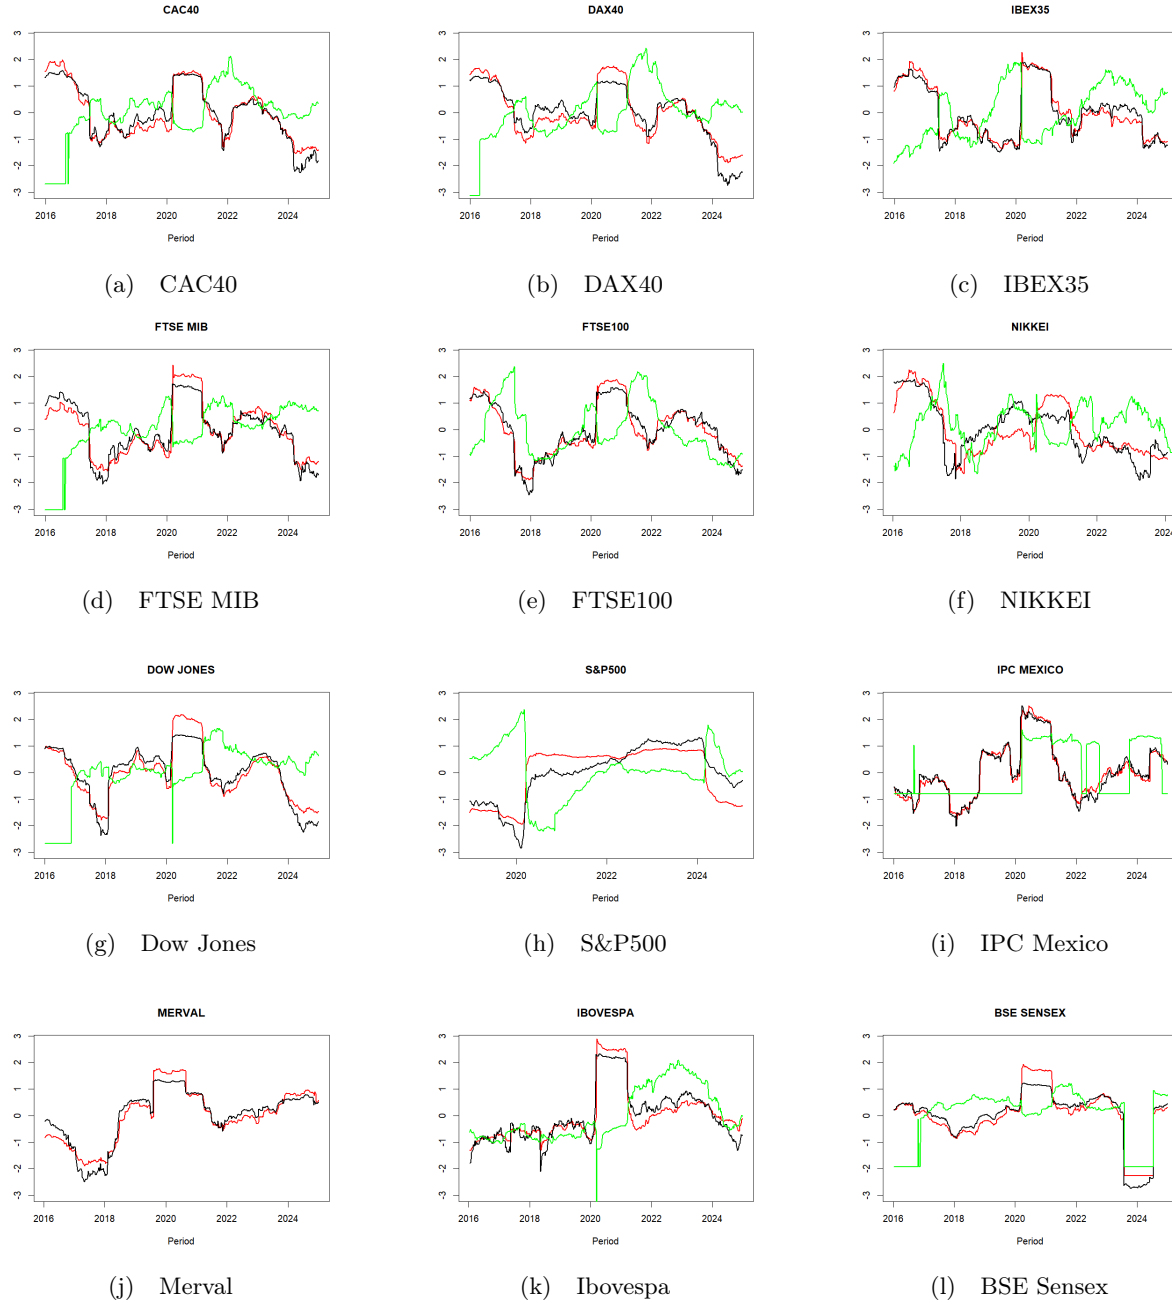 CAC40 DAX40 IBEX35
3 2 1 0 -1 -2 -3 3 2 1 0 -1 -2 -3 3 2 1 0 -1 -2 -3
2016 2018 2020 2022 2024 2016 2018 2020 2022 2024 2016 2018 2020 2022 2024
Period Period Period
(a) CAC40 (b) DAX40 (c) IBEX35
FTSE MIB FTSE100 NIKKEI
3 2 1 0 -1 -2 -3 3 2 1 0 -1 -2 -3 3 2 1 0 -1 -2 -3
2016 2018 2020 2022 2024 2016 2018 2020 2022 2024 2016 2018 2020 2022 2024
Period Period Period
(d) FTSE MIB (e) FTSE100 (f) NIKKEI
DOW JONES S&P500 IPC MEXICO
3 2 1 0 -1 -2 -3 3 2 1 0 -1 -2 -3 3 2 1 0 -1 -2 -3
2016 2018 2020 2022 2024 2020 2022 2024 2016 2018 2020 2022 2024
Period Period Period
(g) Dow Jones (h) S&P500 (i) IPC Mexico
MERVAL IBOVESPA BSE SENSEX
3 2 1 0 -1 -2 -3 3 2 1 0 -1 -2 -3 3 2 1 0 -1 -2 -3
2016 2018 2020 2022 2024 2016 2018 2020 2022 2024 2016 2018 2020 2022 2024
Period Period Period
(j) Merval (k) Ibovespa (l) BSE Sensex